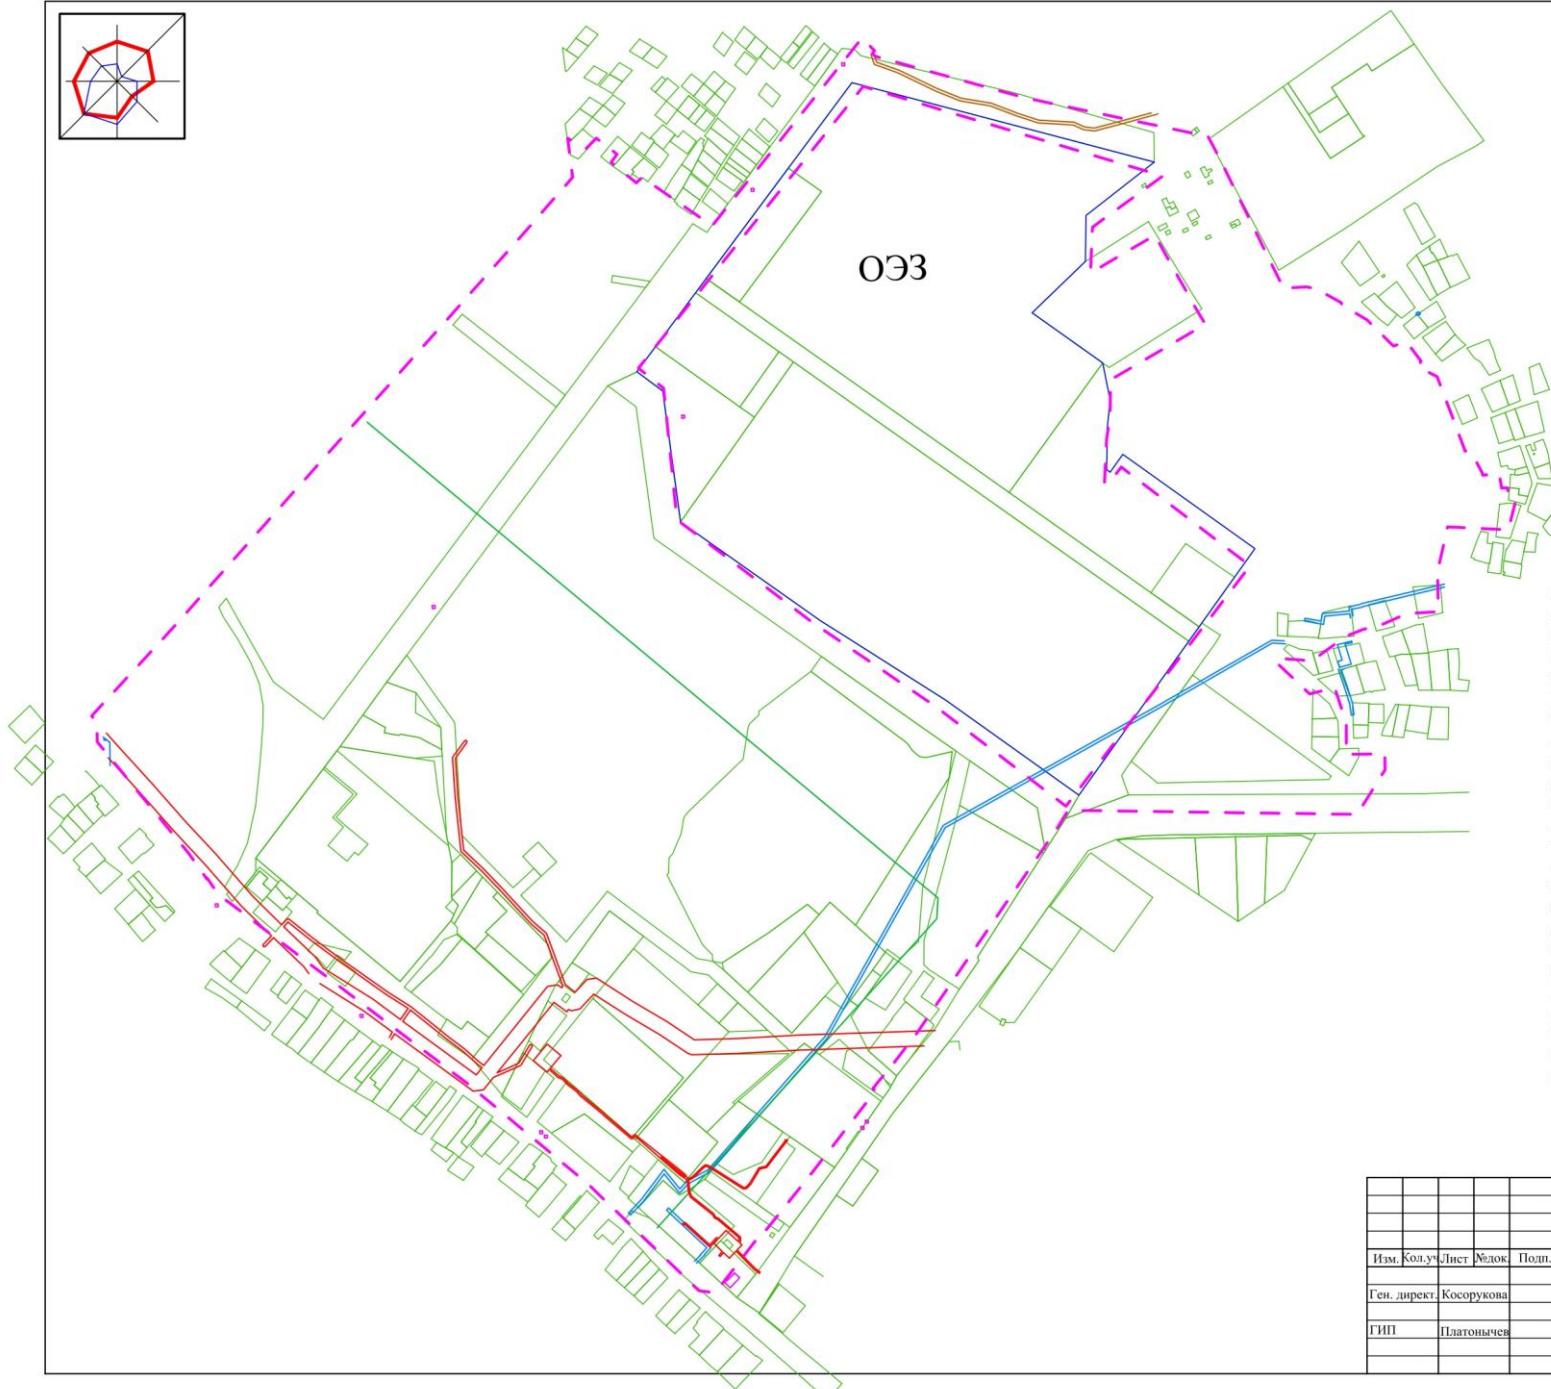 ОЭЗ
Изм. Кол.уч Лист №док. Подп.
Ген. директ. Косорукова
ГИП Платонычев